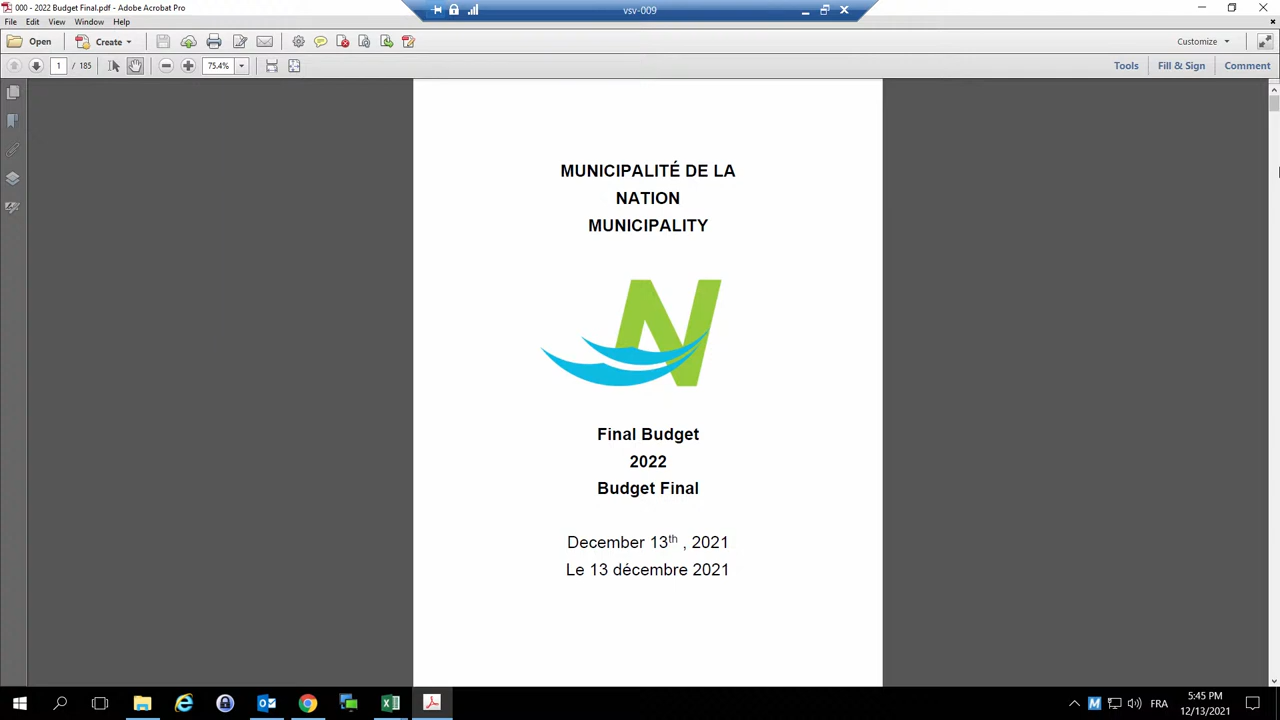 000 - 2022 Budget Final.pdf - Adobe Acrobat Pro
vsv-009
File Edit View Window Help
Open Create Customize
1 / 185 75.4% Tools Fill & Sign Comment
MUNICIPALITÉ DE LA
NATION
MUNICIPALITY
N
Final Budget
2022
Budget Final
December 13th , 2021
Le 13 décembre 2021
FRA
5:45 PM
12/13/2021